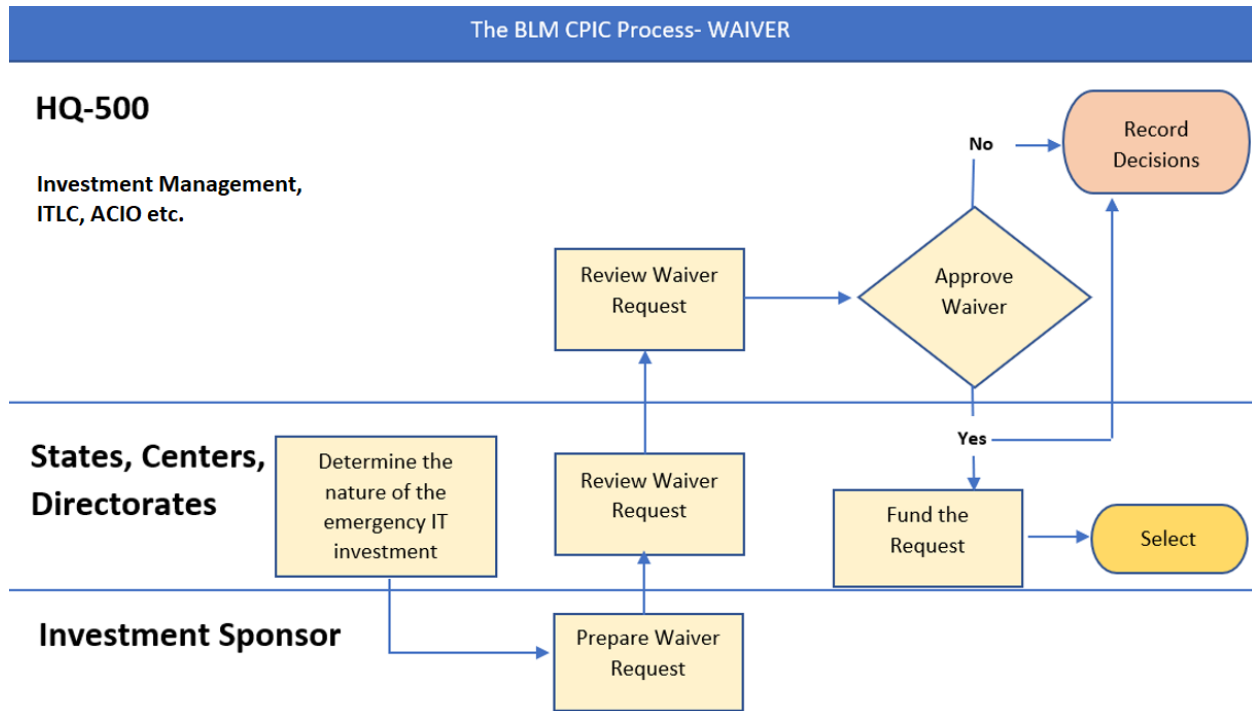 The BLM CPIC Process- WAIVER
HQ-500
Investment Management,
ITLC, ACIO etc.
No
Record
Decisions
Review Waiver
Request
Approve
Waiver
States, Centers,
Directorates
Determine the
nature of the
emergency IT
investment
Review Waiver
Request
Yes
Fund the
Request
Select
Investment Sponsor
Prepare Waiver
Request